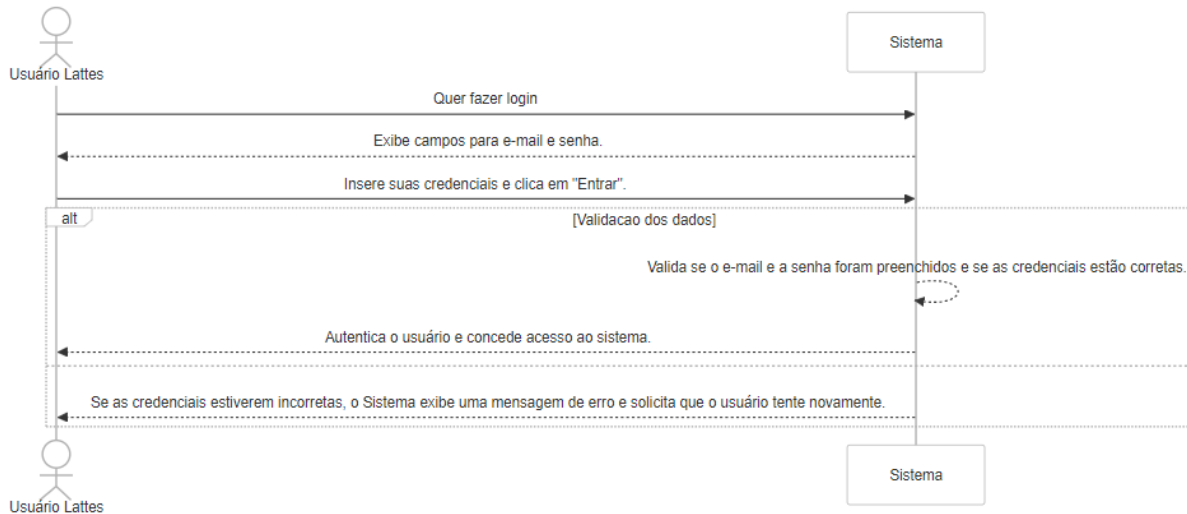 Usuário Lattes
Sistema
Quer fazer login
Exibe campos para e-mail e senha.
Insere suas credenciais e clica em "Entrar".
alt
[Validacao dos dados]
Valida se o e-mail e a senha foram preenchidos e se as credenciais estão corretas.
Autentica o usuário e concede acesso ao sistema.
Se as credenciais estiverem incorretas, o Sistema exibe uma mensagem de erro e solicita que o usuário tente novamente.
Usuário Lattes
Sistema